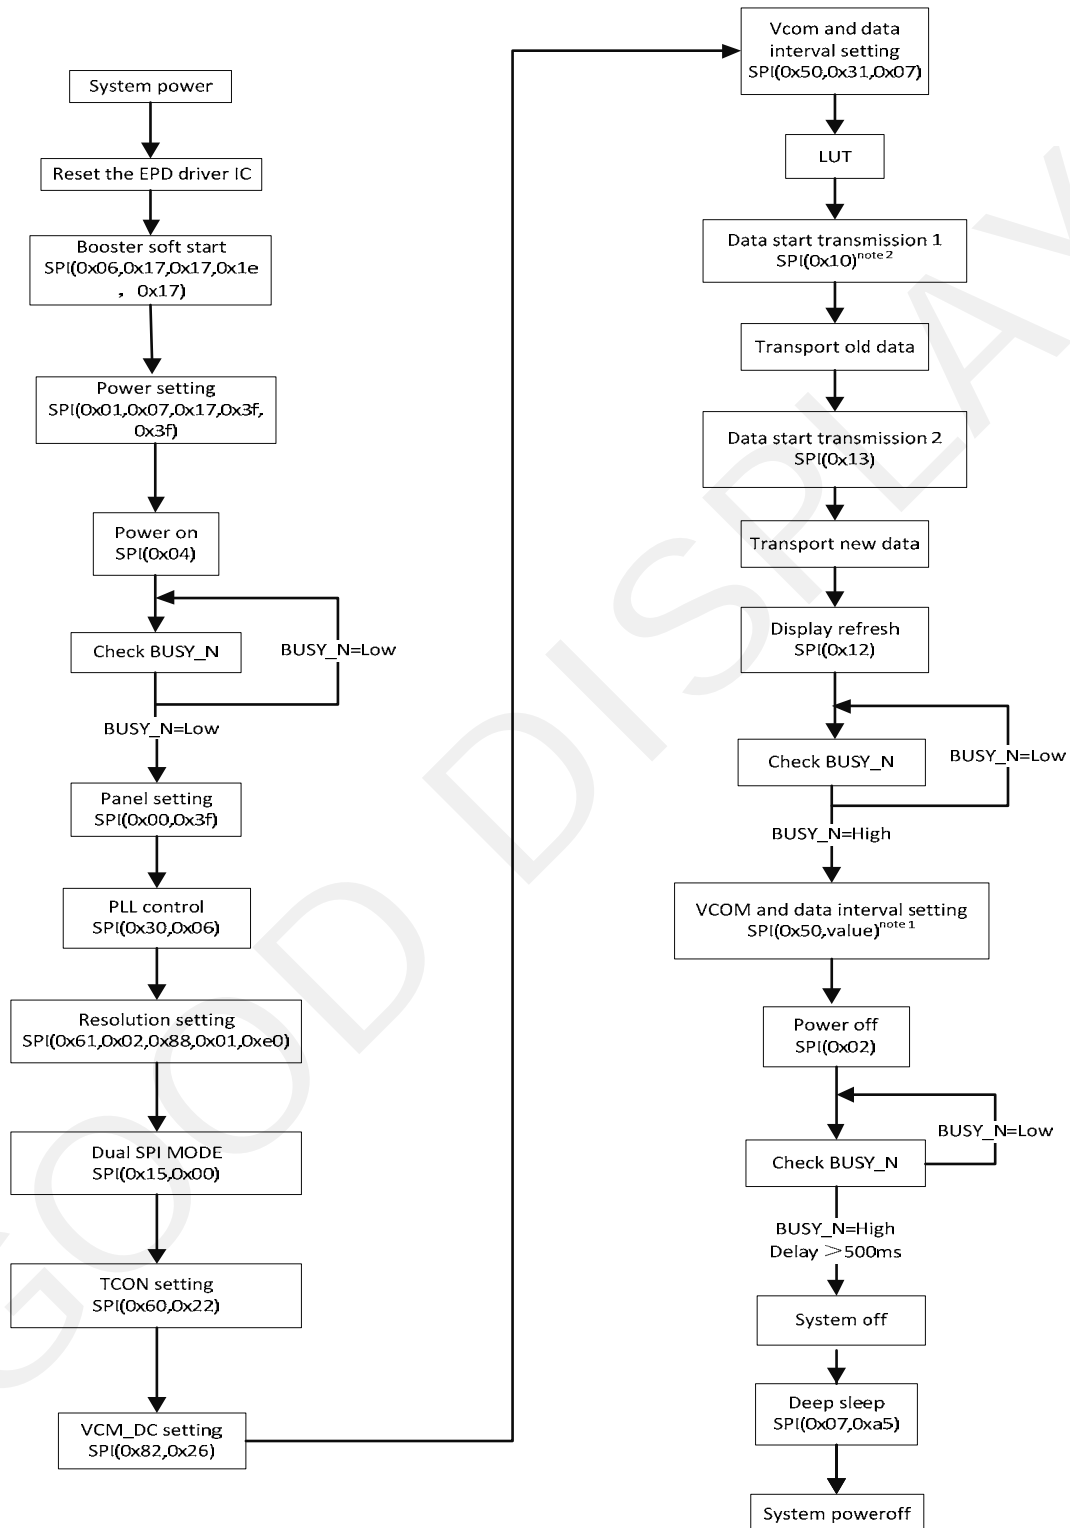 System power
Reset the EPD driver IC
Booster soft start
SPI(0x06,0x17,0x17,0x1e
， 0x17)
Power setting
SPI(0x01,0x07,0x17,0x3f,
0x3f)
Power on
SPI(0x04)
Check BUSY_N
BUSY_N=Low
BUSY_N=Low
Panel setting
SPI(0x00,0x3f)
PLL control
SPI(0x30,0x06)
Resolution setting
SPI(0x61,0x02,0x88,0x01,0xe0)
Dual SPI MODE
SPI(0x15,0x00)
TCON setting
SPI(0x60,0x22)
VCM_DC setting
SPI(0x82,0x26)
Vcom and data
interval setting
SPI(0x50,0x31,0x07)
LUT
Data start transmission 1
SPI(0x10)note 2
Transport old data
Data start transmission 2
SPI(0x13)
Transport new data
Display refresh
SPI(0x12)
Check BUSY_N
BUSY_N=Low
BUSY_N=High
VCOM and data interval setting
SPI(0x50,value)note 1
Power off
SPI(0x02)
Check BUSY_N
BUSY_N=Low
BUSY_N=High
Delay ＞500ms
System off
Deep sleep
SPI(0x07,0xa5)
System poweroff
GOOD DISPLAY